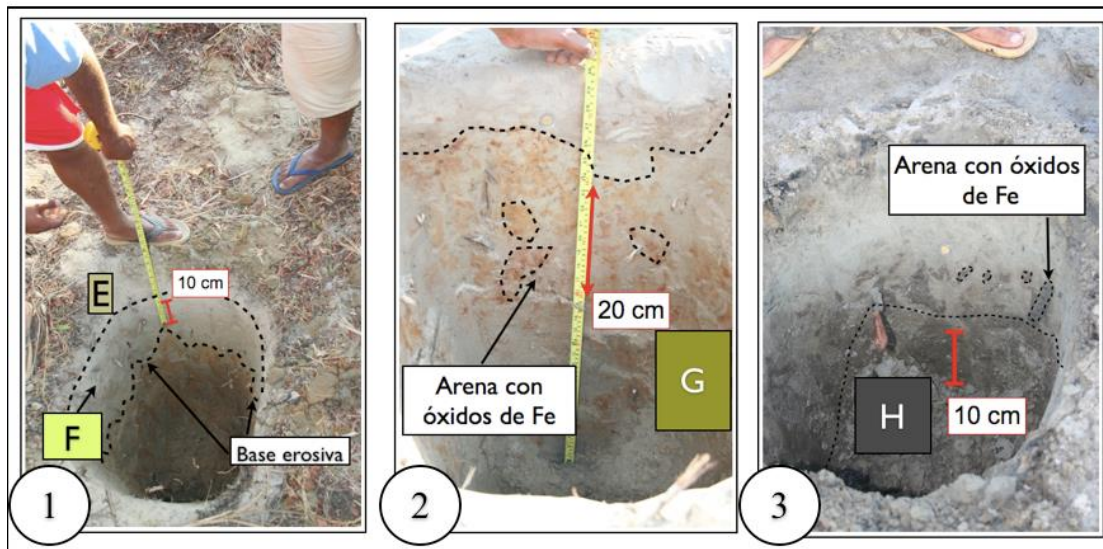 E
10 cm
F
Base erosiva
1
20 cm
G
Arena con
óxidos de Fe
2
Arena con óxidos
de Fe
H
10 cm
3